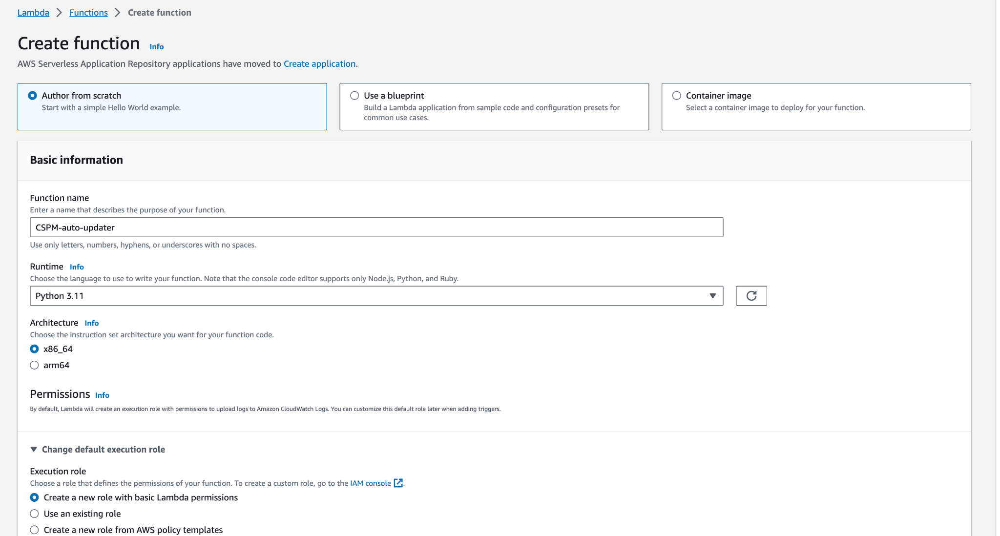 Lambda > Functions > Create function
Create function Info
AWS Serverless Application Repository applications have moved to Create application.
Author from scratch
Start with a simple Hello World example.
Use a blueprint
Build a Lambda application from sample code and configuration presets for
common use cases.
Container image
Select a container image to deploy for your function.
Basic information
Function name
Enter a name that describes the purpose of your function.
CSPM-auto-updater
Use only letters, numbers, hyphens, or underscores with no spaces.
Runtime Info
Choose the language to use to write your function. Note that the console code editor supports only Node.js, Python, and Ruby.
Python 3.11
Architecture Info
Choose the instruction set architecture you want for your function code.
x86_64
arm64
Permissions Info
By default, Lambda will create an execution role with permissions to upload logs to Amazon CloudWatch Logs. You can customize this default role later when adding triggers.
Change default execution role
Execution role
Choose a role that defines the permissions of your function. To create a custom role, go to the IAM console.
Create a new role with basic Lambda permissions
Use an existing role
Create a new role from AWS policy templates